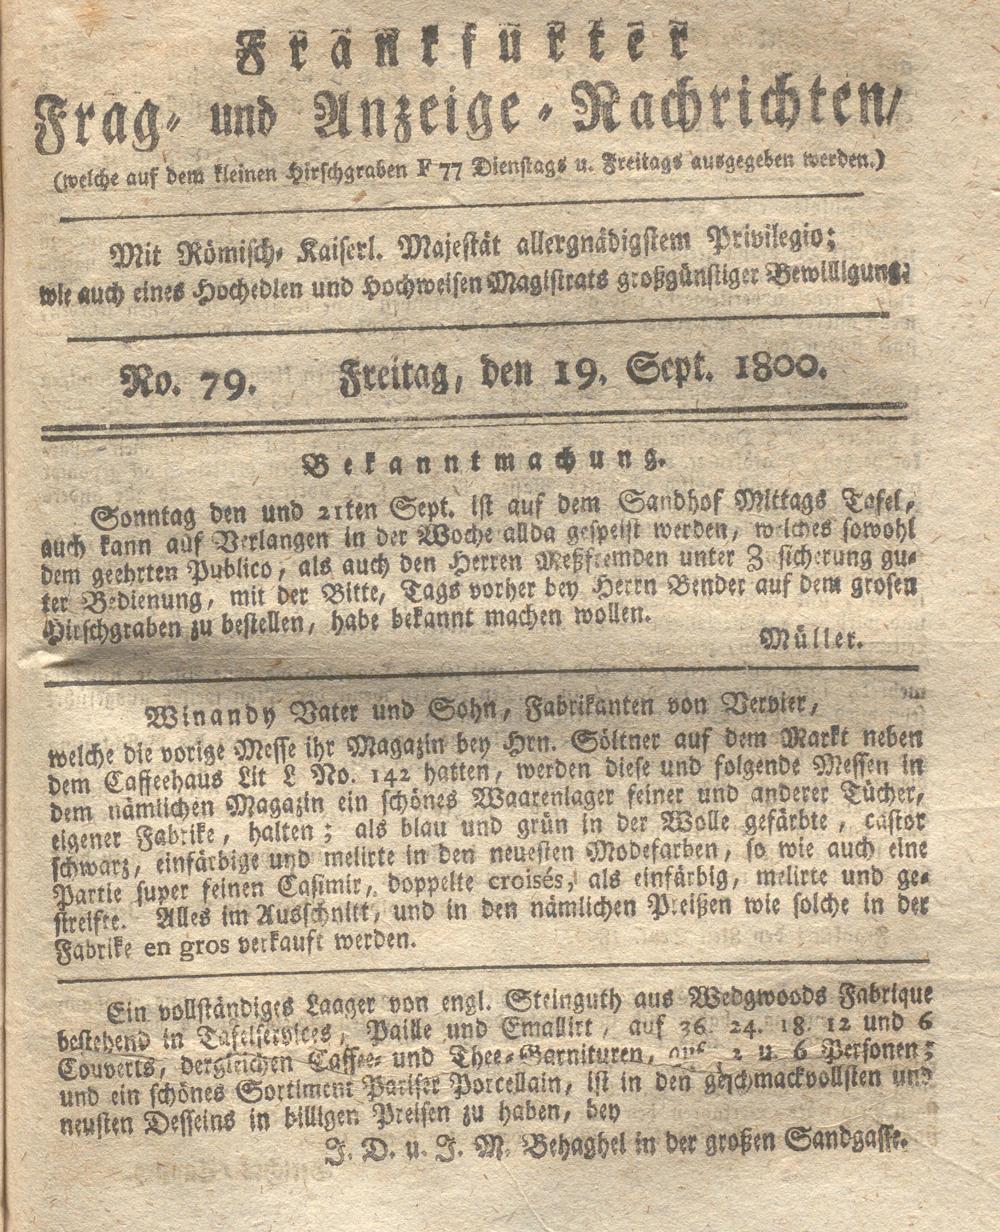 Frankfurter
Frag- und Anzeige-Nachrichten/
(welche auf dem kleinen Hirschgraben F 77 Dienstags u. Freitags ausgegeben werden.)
Mit Römisch-Kaiserl. Majestät allergnädigstem Privilegio;
wie auch eines Hochedlen und Hochweisen Magistrats großgünstiger Bewilligung.
No. 79. Freitag, den 19. Sept. 1800.
Bekanntmachung.
Sonntag den und 21ten Sept. ist auf dem Sandhof Mittags Tafel,
auch kann auf Verlangen in der Woche allda gespeist werden, welches sowohl
dem geehrten Publico, als auch den Herren Meßfremden unter Zusicherung gu-
ter Bedienung, mit der Bitte, Tags vorher bey Herrn Bender auf dem grosen
Hirschgraben zu bestellen, habe bekannt machen wollen.
Müller.
Winandy Vater und Sohn, Fabrikanten von Vervier,
welche die vorige Messe ihr Magazin bey Hrn. Söltner auf dem Markt neben
dem Caffeehaus Lit L No. 142 hatten, werden diese und folgende Messen in
dem nämlichen Magazin ein schönes Waarenlager feiner und anderer Tücher,
eigener Fabrike, halten; als blau und grün in der Wolle gefärbte, castor
schwarz, einfärbige und melirte in den neuesten Modefarben, so wie auch eine
Partie super feinen Casimir, doppelte croisés, als einfärbig, melirte und ge-
streifte. Alles im Ausschnitt, und in den nämlichen Preißen wie solche in der
Fabrike en gros verkauft werden.
Ein vollständiges Laager von engl. Steinguth aus Wedgwoods Fabrique
bestehend in Tafelservices, Paille und Emallirt, auf 36. 24. 18. 12 und 6
Couverts, dergleichen Caffee- und Thee-Garnituren, auf 2 u. 6 Personen;
und ein schönes Sortiment Pariser Porcellain, ist in den geschmackvollsten und
neusten Desseins in billigen Preisen zu haben, bey
J. D. u. J. M. Behaghel in der großen Sandgasse.